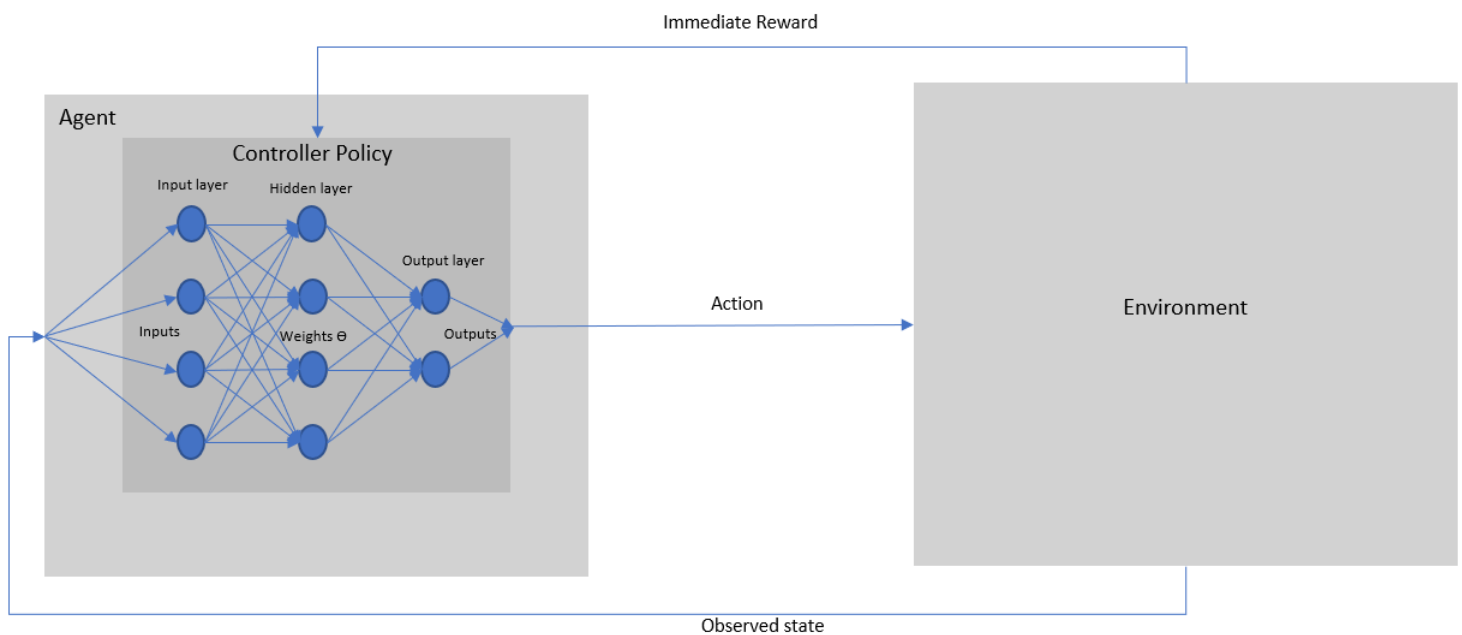 Immediate Reward
Agent
Controller Policy
Input layer
Hidden layer
Output layer
Action
Environment
Inputs
Weights ϴ
Outputs
Observed state